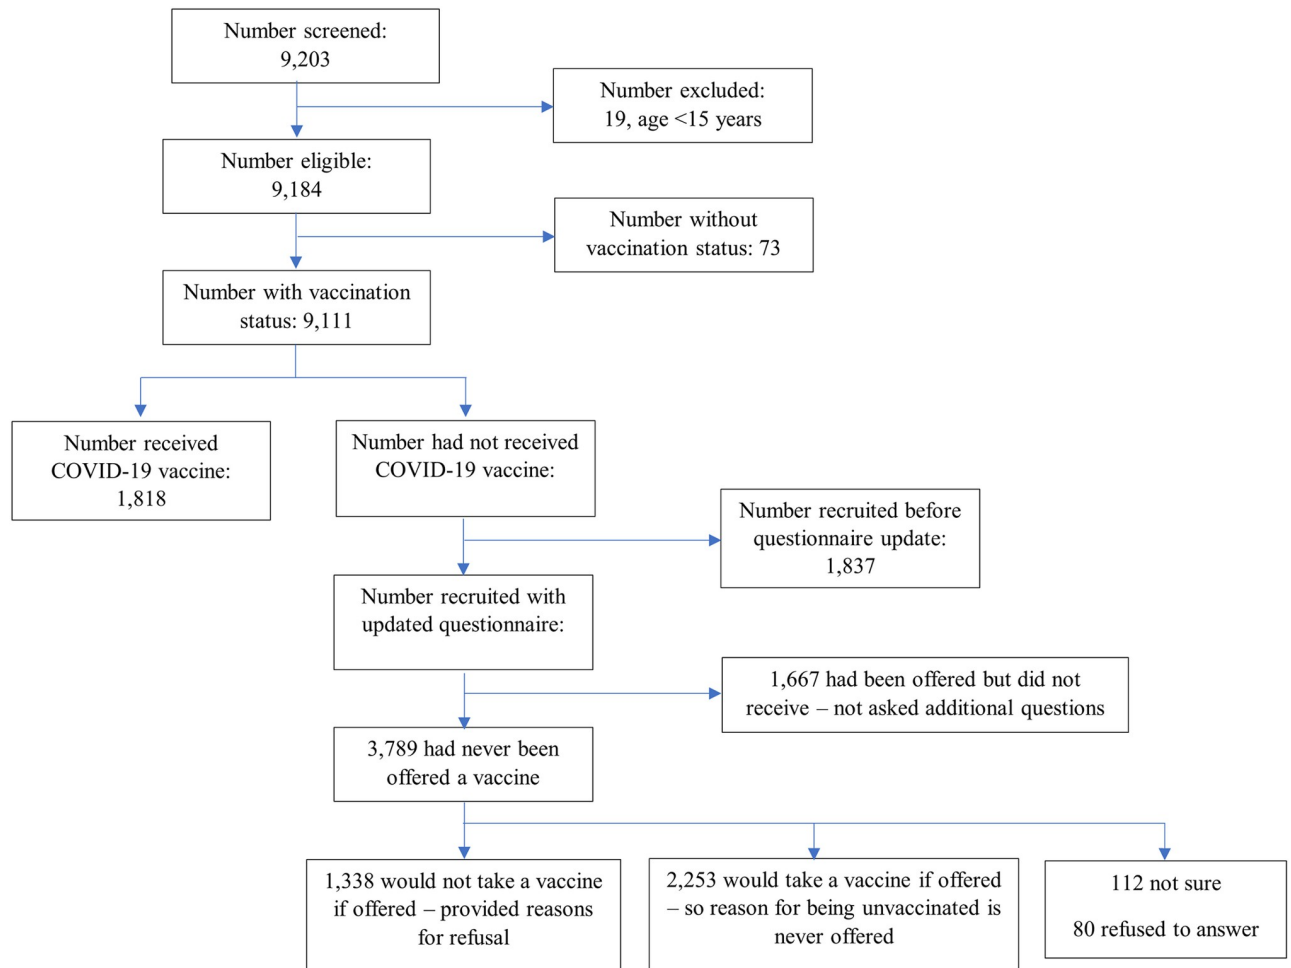 Number screened:
9,203
Number excluded:
19, age <15 years
Number eligible:
9,184
Number without
vaccination status: 73
Number with vaccination
status: 9,111
Number received
COVID-19 vaccine:
1,818
Number had not received
COVID-19 vaccine:
Number recruited before
questionnaire update:
1,837
Number recruited with
updated questionnaire:
1,667 had been offered but did not
receive – not asked additional questions
3,789 had never been
offered a vaccine
1,338 would not take a vaccine
if offered – provided reasons
for refusal
2,253 would take a vaccine if offered
– so reason for being unvaccinated is
never offered
112 not sure
80 refused to answer